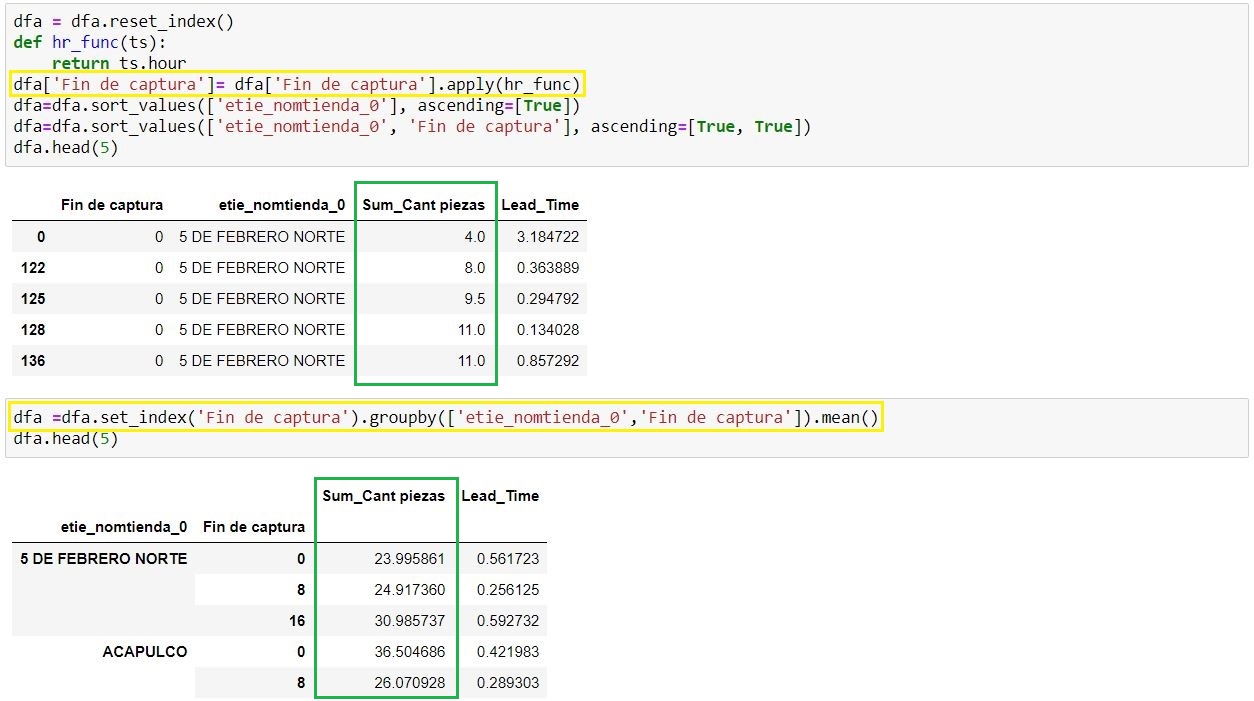 dfa = dfa.reset_index()
def hr_func(ts):
    return ts.hour
dfa['Fin de captura']= dfa['Fin de captura'].apply(hr_func)
dfa=dfa.sort_values(['etie_nomtienda_0'], ascending=[True])
dfa=dfa.sort_values(['etie_nomtienda_0', 'Fin de captura'], ascending=[True, True])
dfa.head(5)
Fin de captura etie_nomtienda_0 Sum_Cant piezas Lead_Time
0 0 5 DE FEBRERO NORTE 4.0 3.184722
122 0 5 DE FEBRERO NORTE 8.0 0.363889
125 0 5 DE FEBRERO NORTE 9.5 0.294792
128 0 5 DE FEBRERO NORTE 11.0 0.134028
136 0 5 DE FEBRERO NORTE 11.0 0.857292
dfa =dfa.set_index('Fin de captura').groupby(['etie_nomtienda_0','Fin de captura']).mean()
dfa.head(5)
Sum_Cant piezas Lead_Time
etie_nomtienda_0 Fin de captura
5 DE FEBRERO NORTE 0 23.995861 0.561723
8 24.917360 0.256125
16 30.985737 0.592732
ACAPULCO 0 36.504686 0.421983
8 26.070928 0.289303